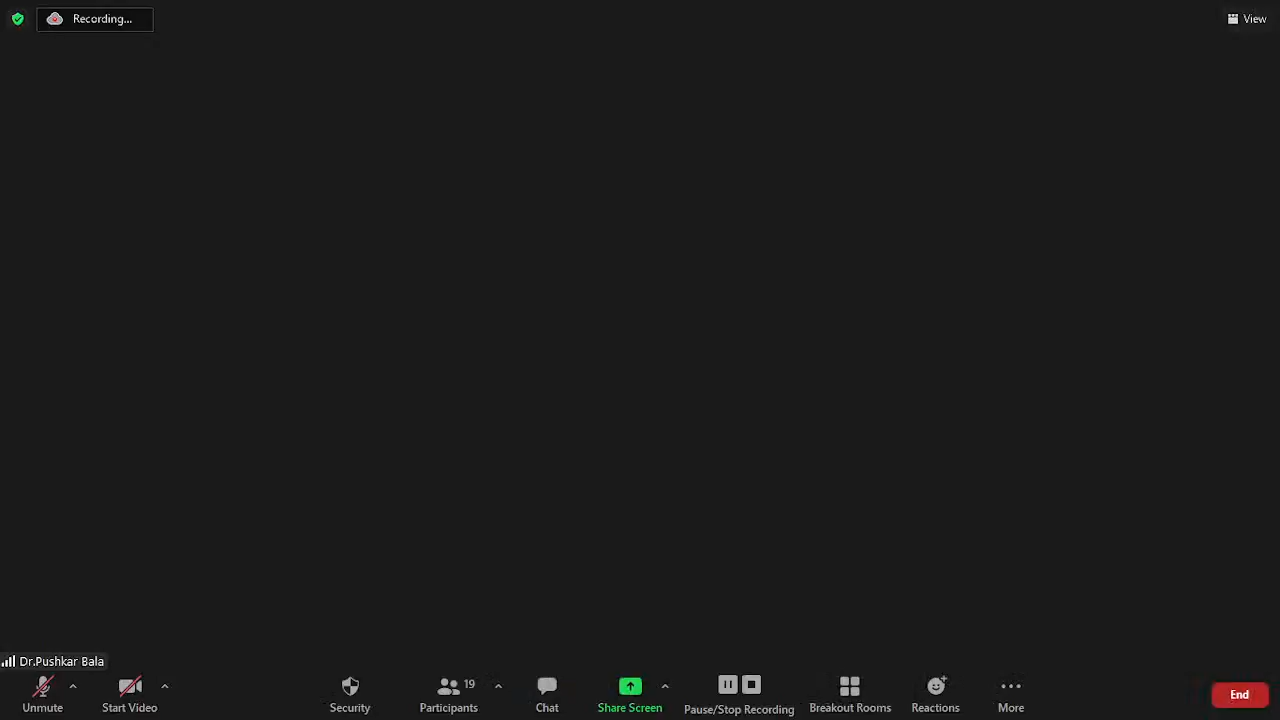 Recording...
View
Dr.Pushkar Bala
Unmute
Start Video
Security
Participants
19
Chat
Share Screen
Pause/Stop Recording
Breakout Rooms
Reactions
More
End